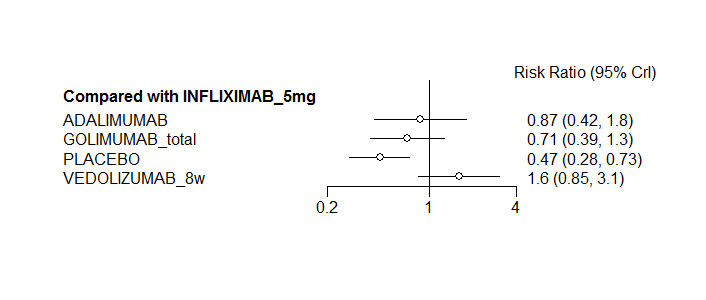 Risk Ratio (95% CrI)
Compared with INFLIXIMAB_5mg
ADALIMUMAB 0.87 (0.42, 1.8)
GOLIMUMAB_total 0.71 (0.39, 1.3)
PLACEBO 0.47 (0.28, 0.73)
VEDOLIZUMAB_8w 1.6 (0.85, 3.1)
0.2 1 4